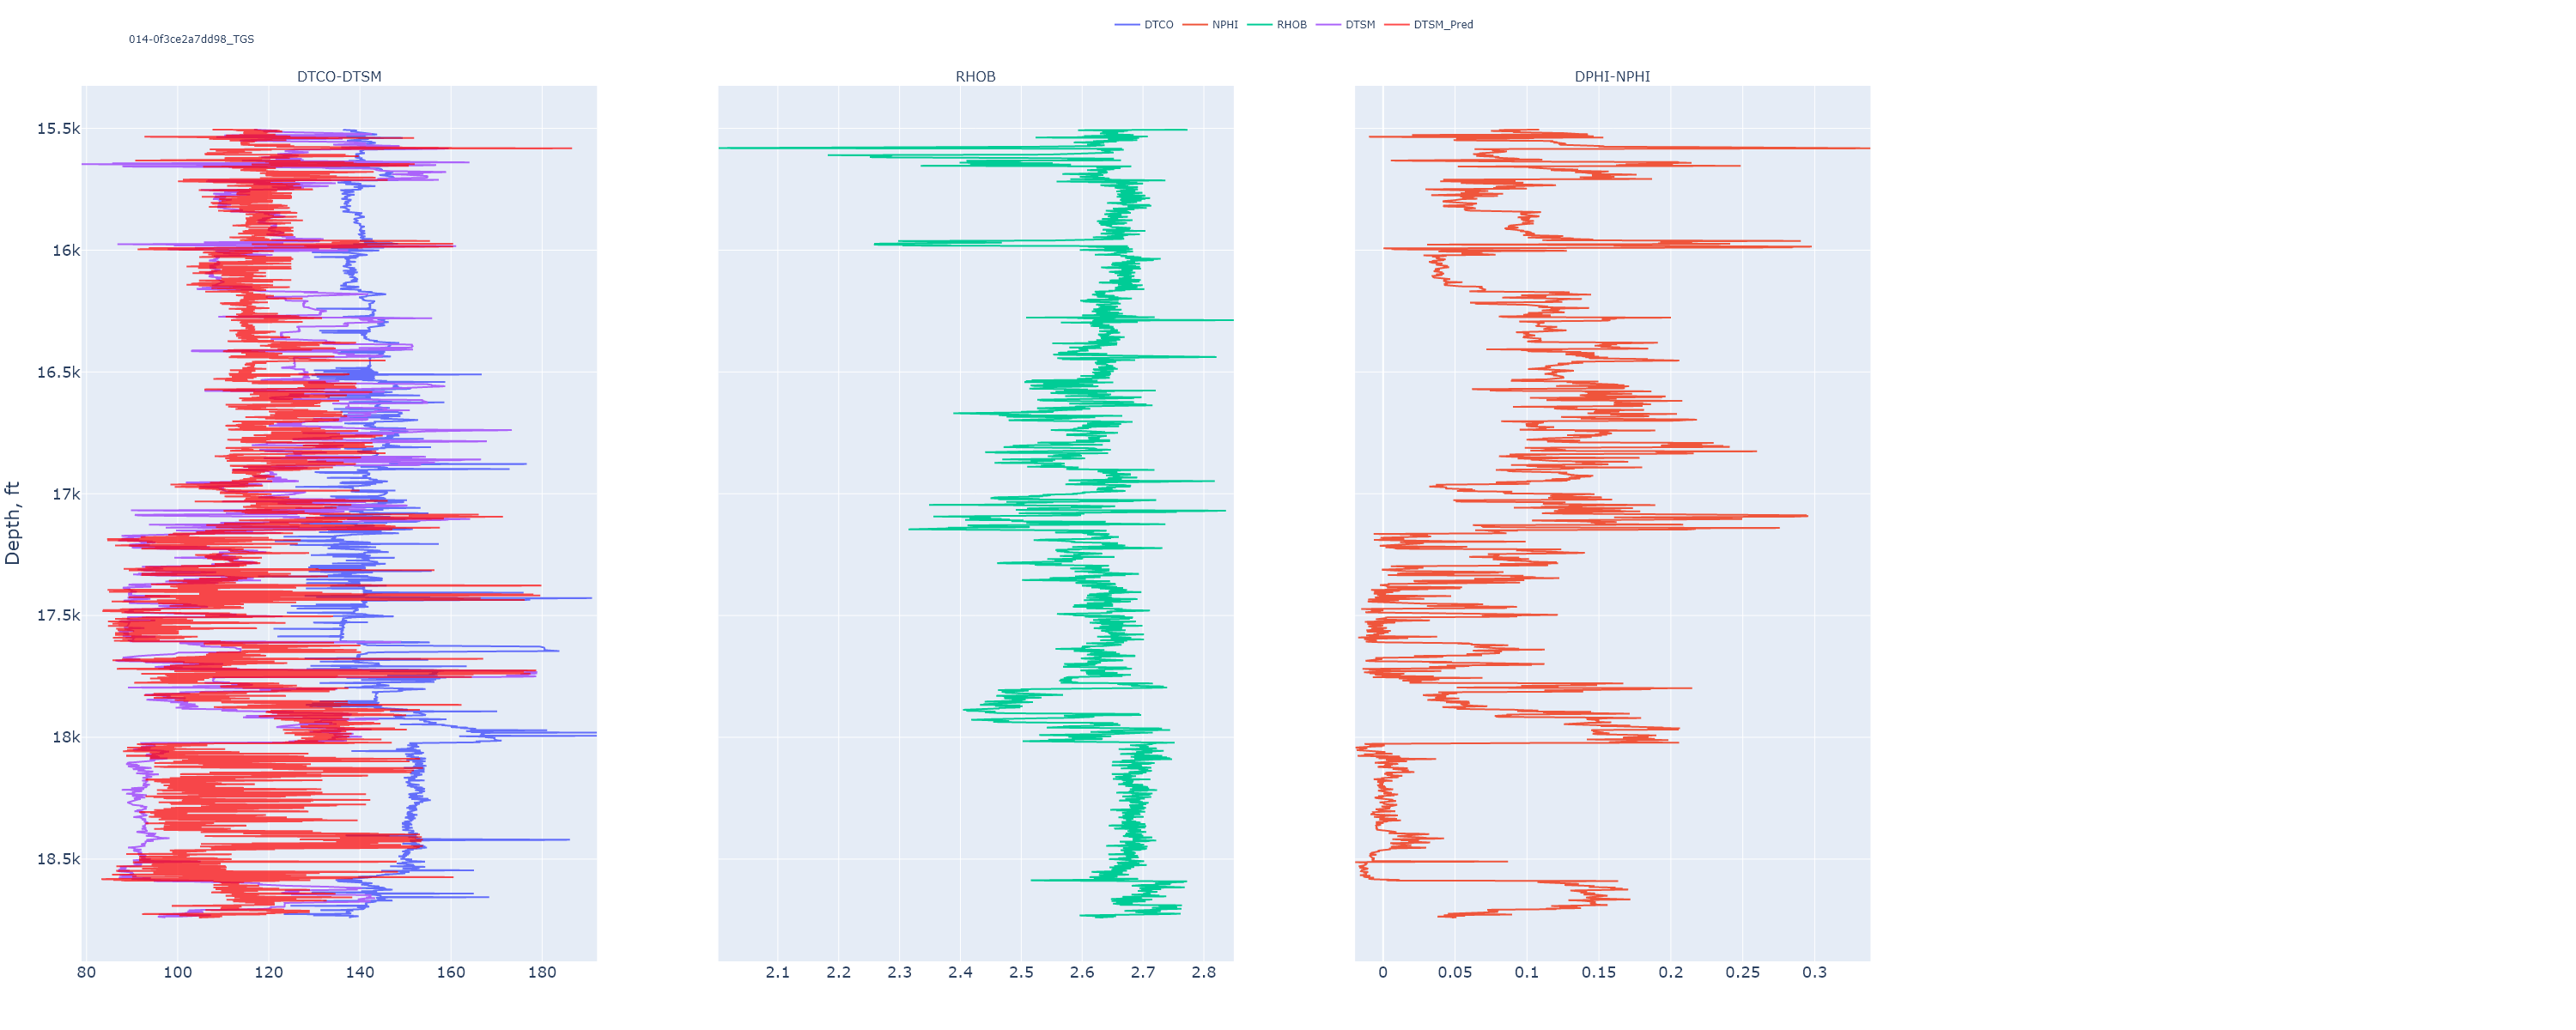 DTCO NPHI RHOB DTSM DTSM_Pred
014-0f3ce2a7dd98_TGS
DTCO-DTSM RHOB DPHI-NPHI
15.5k
16k
16.5k
17k
Depth, ft
17.5k
18k
18.5k
80 100 120 140 160 180 2.1 2.2 2.3 2.4 2.5 2.6 2.7 2.8 0 0.05 0.1 0.15 0.2 0.25 0.3